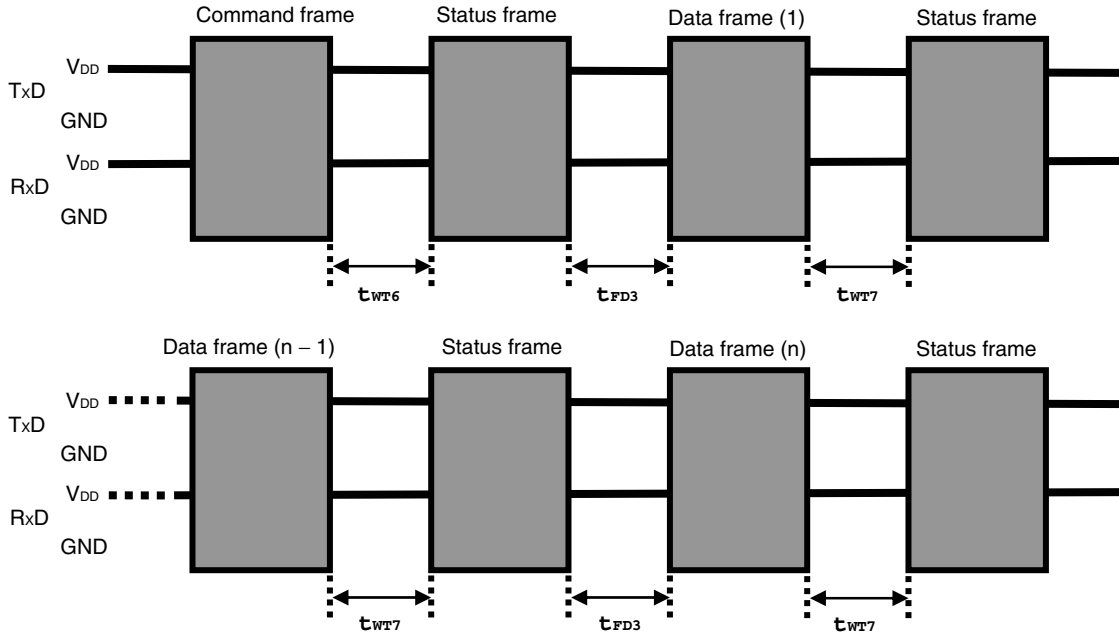 Command frame Status frame Data frame (1) Status frame
VDD
TxD
GND
VDD
RxD
GND
tWT6 tFD3 tWT7
Data frame (n – 1) Status frame Data frame (n) Status frame
VDD
TxD
GND
VDD
RxD
GND
tWT7 tFD3 tWT7